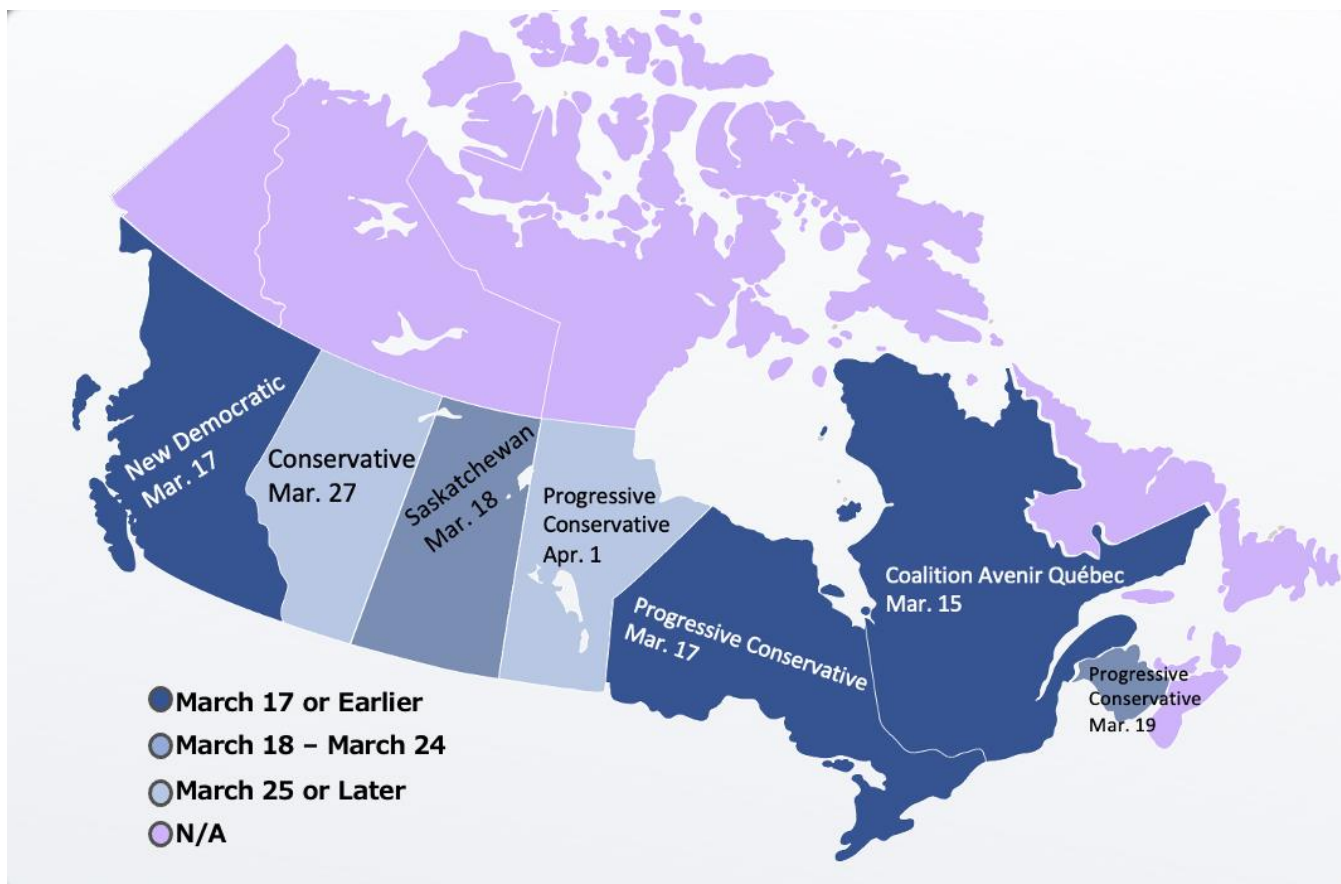 New Democratic
Mar. 17
Conservative
Mar. 27
Saskatchewan
Mar. 18
Progressive
Conservative
Apr. 1
Progressive Conservative
Mar. 17
Coalition Avenir Québec
Mar. 15
Progressive
Conservative
Mar. 19
March 17 or Earlier
March 18 – March 24
March 25 or Later
N/A